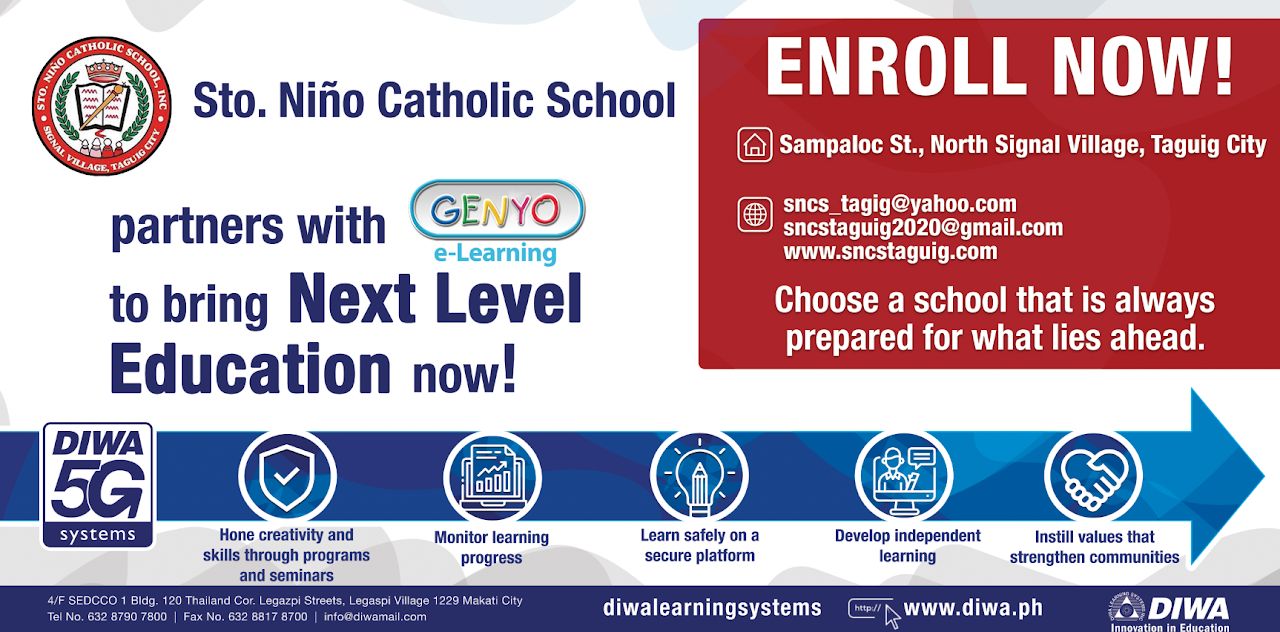 STO. NIÑO CATHOLIC SCHOOL, INC
SIGNAL VILLAGE, TAGUIG CITY
Sto. Niño Catholic School
partners with GENYO
e-Learning
to bring Next Level
Education now!
ENROLL NOW!
Sampaloc St., North Signal Village, Taguig City
sncs_tagig@yahoo.com
sncstaguig2020@gmail.com
www.sncstaguig.com
Choose a school that is always
prepared for what lies ahead.
DIWA
5G
systems
Hone creativity and
skills through programs
and seminars
Monitor learning
progress
Learn safely on a
secure platform
Develop independent
learning
Instill values that
strengthen communities
4/F SEDCCO 1 Bldg. 120 Thailand Cor. Legazpi Streets, Legaspi Village 1229 Makati City
Tel No. 632 8790 7800 | Fax No. 632 8817 8700 | info@diwamail.com
diwalearningsystems
http:// www.diwa.ph
DIWA
Innovation in Education